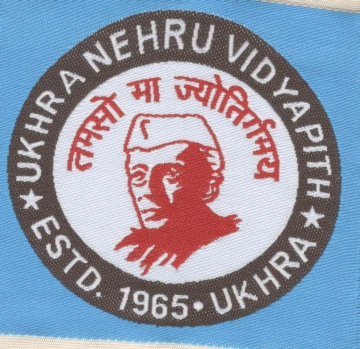 UKHRA NEHRU VIDYAPITH
तमसो मा ज्योतिर्गमय
★ ESTD. 1965 • UKHRA ★